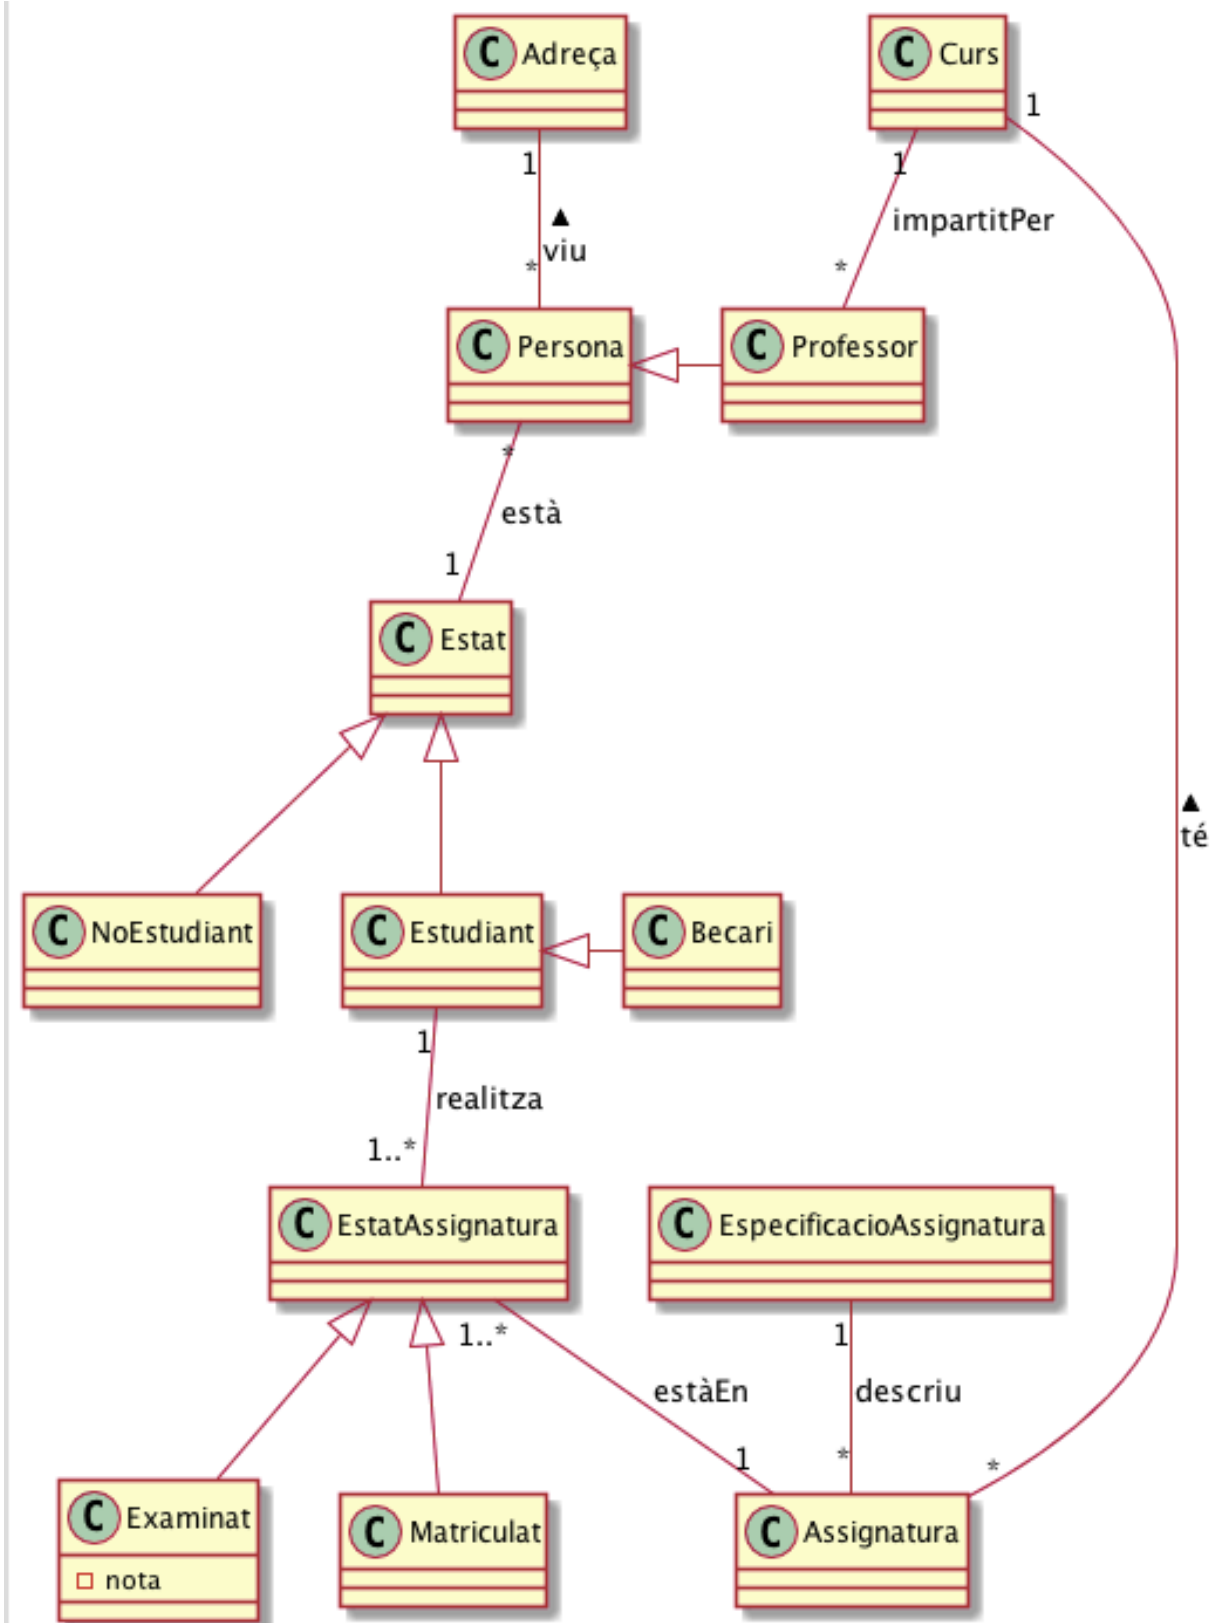 C Adreça
C Curs
1
1
1
▲
viu
impartitPer
*
*
C Persona
C Professor
*
està
1
C Estat
▲
té
C NoEstudiant
C Estudiant
C Becari
1
realitza
1..*
C EstatAssignatura
C EspecificacioAssignatura
1..*
1
estàEn
descriu
1
*
*
C Examinat
nota
C Matriculat
C Assignatura